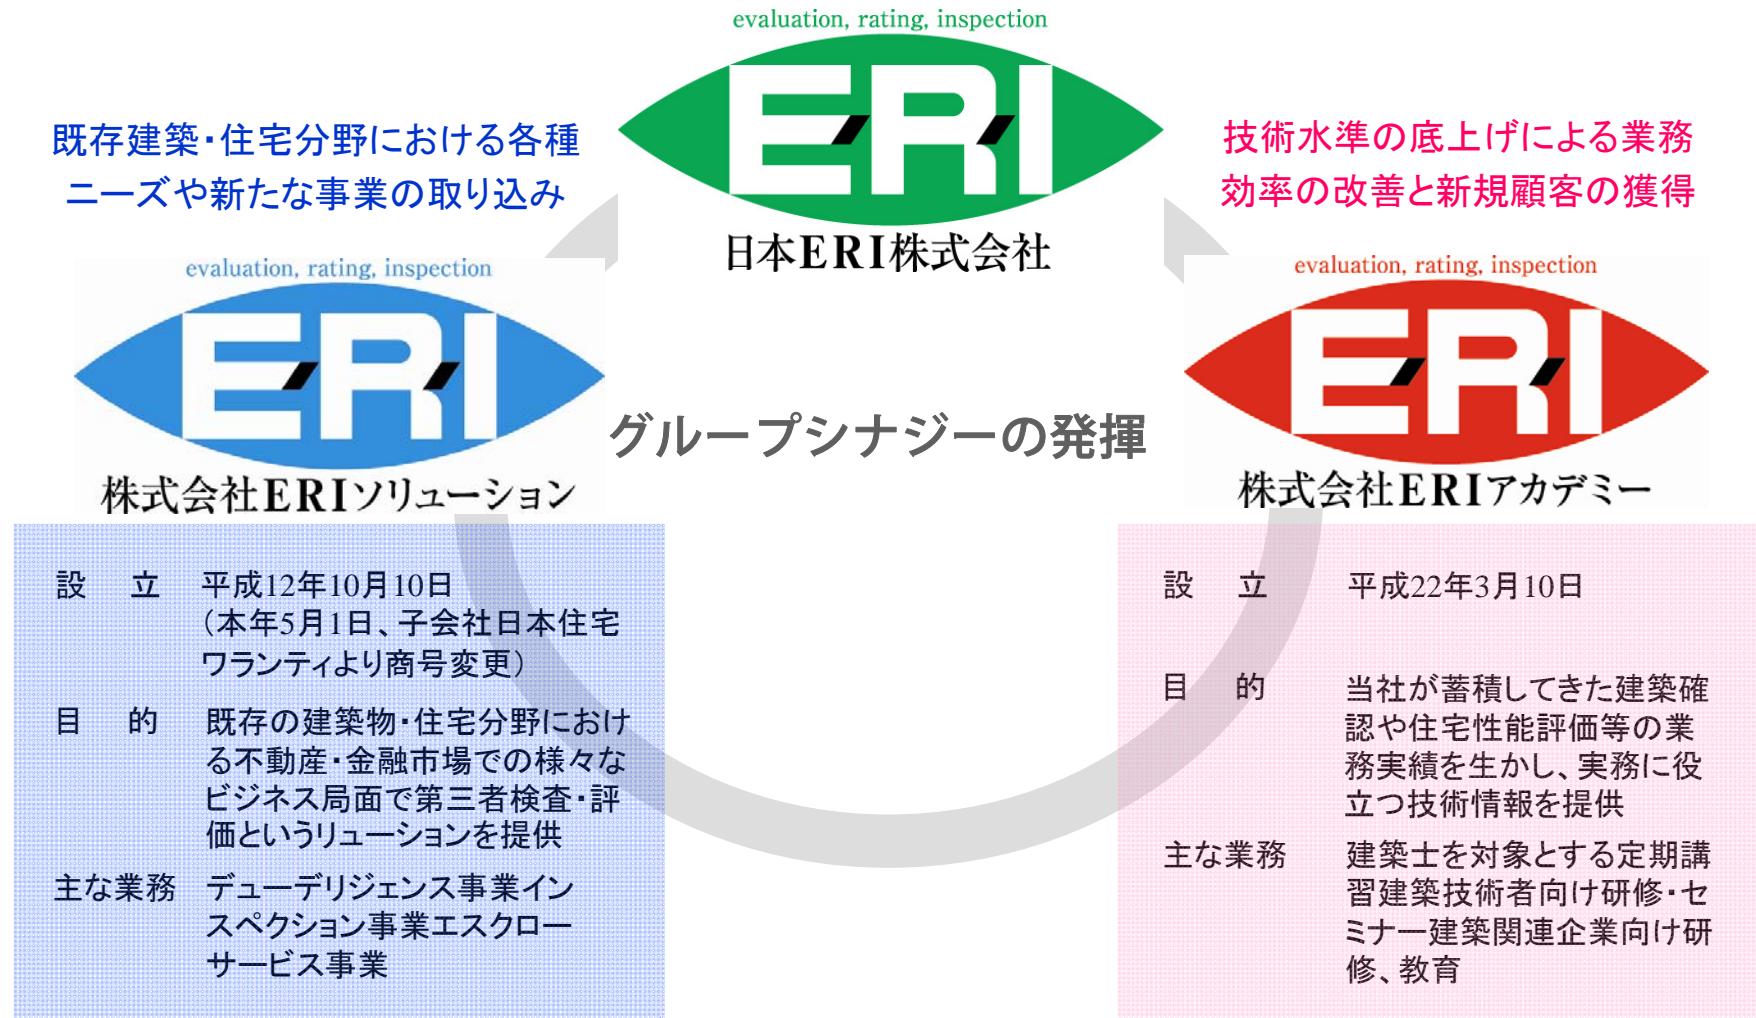 evaluation, rating, inspection
ERI
日本ERI株式会社
既存建築・住宅分野における各種
ニーズや新たな事業の取り込み
技術水準の底上げによる業務
効率の改善と新規顧客の獲得
evaluation, rating, inspection
ERI
株式会社ERIソリューション
グループシナジーの発揮
evaluation, rating, inspection
ERI
株式会社ERIアカデミー
設 立 平成12年10月10日
（本年5月1日、子会社日本住宅
ワランティより商号変更）
目 的 既存の建築物・住宅分野におけ
る不動産・金融市場での様々な
ビジネス局面で第三者検査・評
価というリューションを提供
主な業務 デューデリジェンス事業イン
スペクション事業エスクロー
サービス事業
設 立 平成22年3月10日
目 的 当社が蓄積してきた建築確
認や住宅性能評価等の業
務実績を生かし、実務に役
立つ技術情報を提供
主な業務 建築士を対象とする定期講
習建築技術者向け研修・セ
ミナー建築関連企業向け研
修、教育